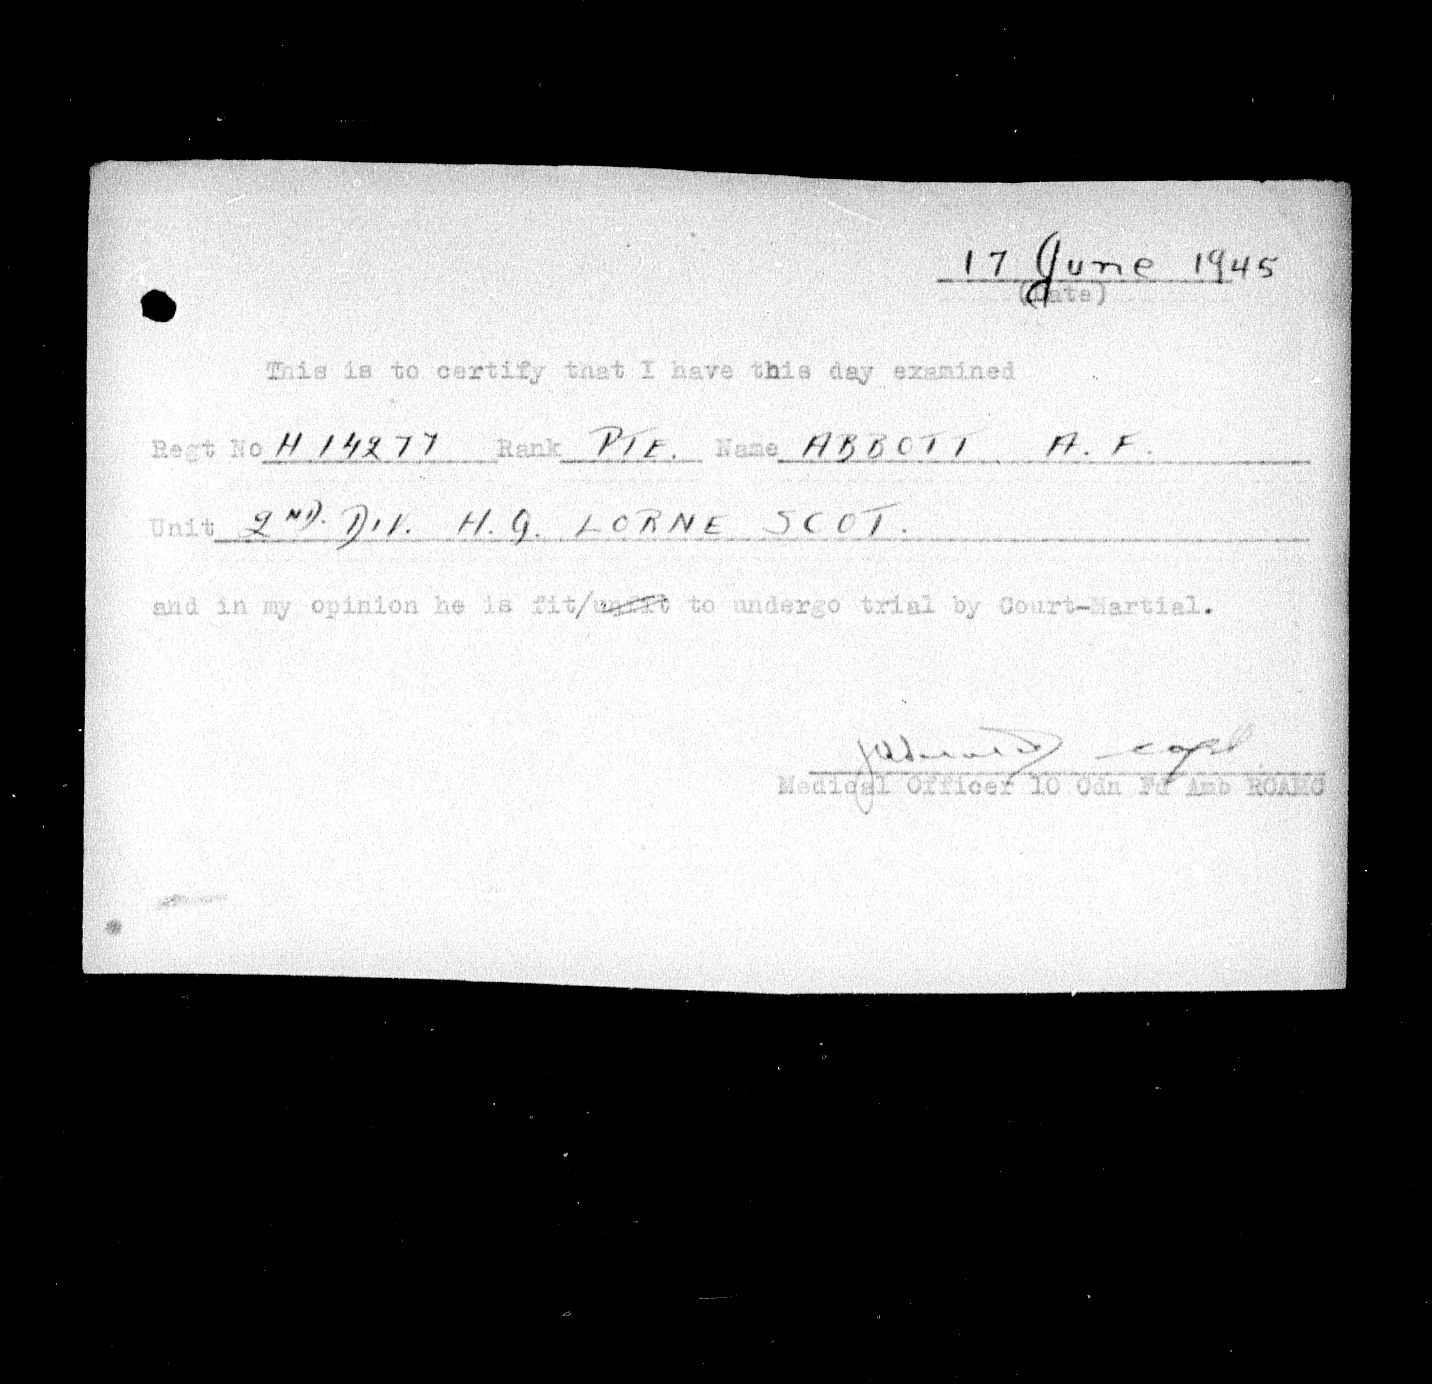 17 June 1945
(Date)
This is to certify that I have this day examined
Regt No H 14277 Rank PTE. Name ABBOTT A. F.
Unit 2ND. DIV. H.Q. LORNE SCOT.
and in my opinion he is fit/unfit to undergo trial by Court-Martial.
Capt
Medical Officer 10 Cdn Fd Amb RCAMC